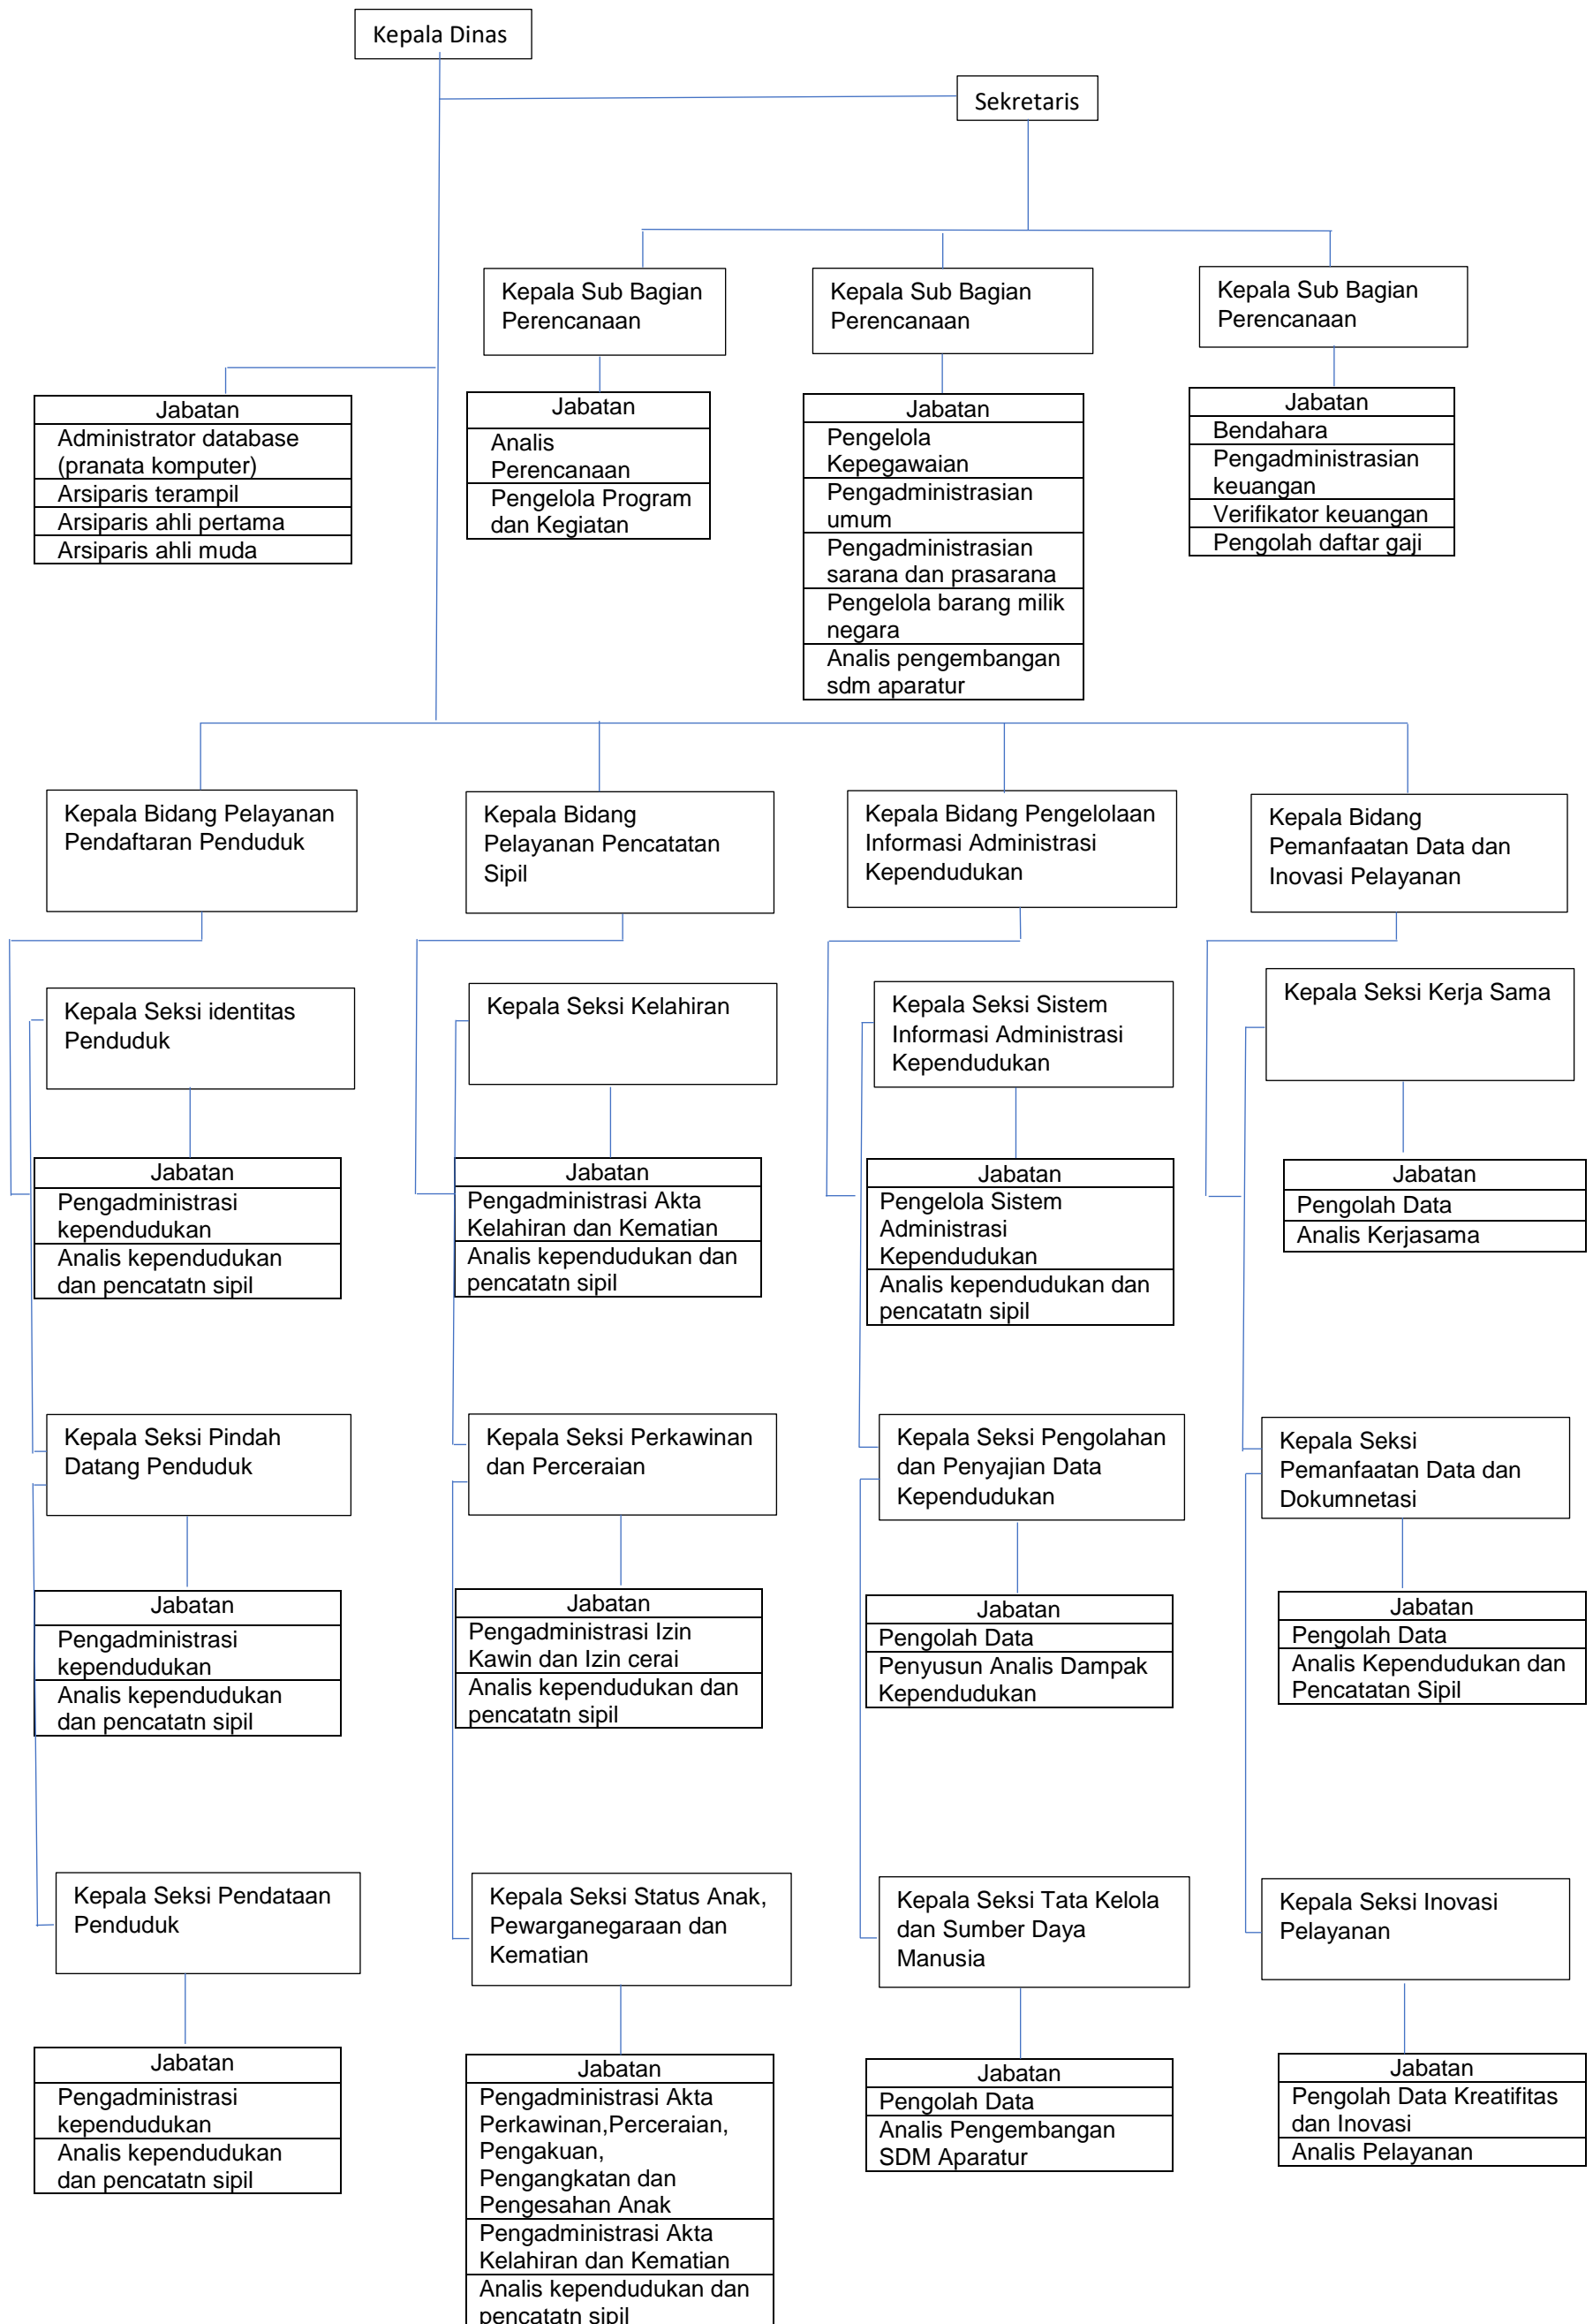 Kepala Dinas
Sekretaris
Kepala Sub Bagian
Perencanaan
Kepala Sub Bagian
Perencanaan
Kepala Sub Bagian
Perencanaan
Jabatan
Administrator database
(pranata komputer)
Arsiparis terampil
Arsiparis ahli pertama
Arsiparis ahli muda
Jabatan
Analis
Perencanaan
Pengelola Program
dan Kegiatan
Jabatan
Pengelola
Kepegawaian
Pengadministrasian
umum
Pengadministrasian
sarana dan prasarana
Pengelola barang milik
negara
Analis pengembangan
sdm aparatur
Jabatan
Bendahara
Pengadministrasian
keuangan
Verifikator keuangan
Pengolah daftar gaji
Kepala Bidang Pelayanan
Pendaftaran Penduduk
Kepala Bidang
Pelayanan Pencatatan
Sipil
Kepala Bidang Pengelolaan
Informasi Administrasi
Kependudukan
Kepala Bidang
Pemanfaatan Data dan
Inovasi Pelayanan
Kepala Seksi identitas
Penduduk
Kepala Seksi Kelahiran
Kepala Seksi Sistem
Informasi Administrasi
Kependudukan
Kepala Seksi Kerja Sama
Jabatan
Pengadministrasi
kependudukan
Analis kependudukan
dan pencatatn sipil
Jabatan
Pengadministrasi Akta
Kelahiran dan Kematian
Analis kependudukan dan
pencatatn sipil
Jabatan
Pengelola Sistem
Administrasi
Kependudukan
Analis kependudukan dan
pencatatn sipil
Jabatan
Pengolah Data
Analis Kerjasama
Kepala Seksi Pindah
Datang Penduduk
Kepala Seksi Perkawinan
dan Perceraian
Kepala Seksi Pengolahan
dan Penyajian Data
Kependudukan
Kepala Seksi
Pemanfaatan Data dan
Dokumnetasi
Jabatan
Pengadministrasi
kependudukan
Analis kependudukan
dan pencatatn sipil
Jabatan
Pengadministrasi Izin
Kawin dan Izin cerai
Analis kependudukan dan
pencatatn sipil
Jabatan
Pengolah Data
Penyusun Analis Dampak
Kependudukan
Jabatan
Pengolah Data
Analis Kependudukan dan
Pencatatan Sipil
Kepala Seksi Pendataan
Penduduk
Kepala Seksi Status Anak,
Pewarganegaraan dan
Kematian
Kepala Seksi Tata Kelola
dan Sumber Daya
Manusia
Kepala Seksi Inovasi
Pelayanan
Jabatan
Pengadministrasi
kependudukan
Analis kependudukan
dan pencatatn sipil
Jabatan
Pengadministrasi Akta
Perkawinan,Perceraian,
Pengakuan,
Pengangkatan dan
Pengesahan Anak
Pengadministrasi Akta
Kelahiran dan Kematian
Analis kependudukan dan
pencatatn sipil
Jabatan
Pengolah Data
Analis Pengembangan
SDM Aparatur
Jabatan
Pengolah Data Kreatifitas
dan Inovasi
Analis Pelayanan